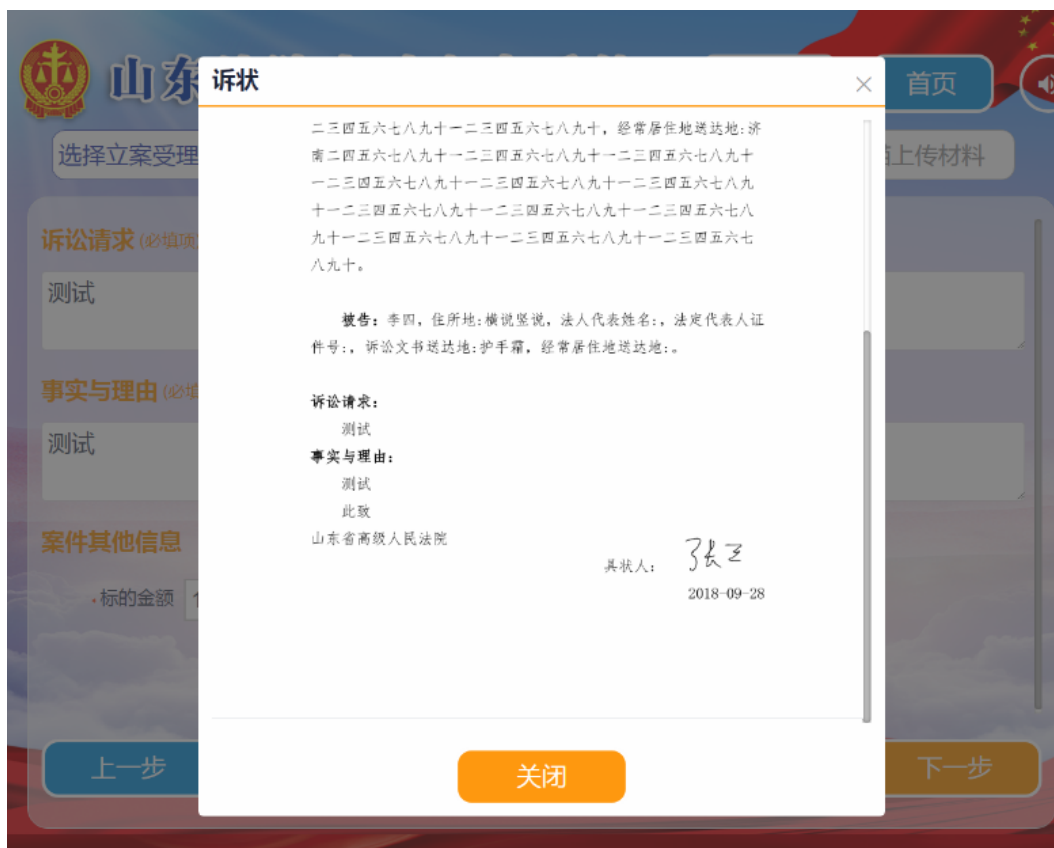 山东
首页
选择立案受理
上传材料
诉讼请求(必填项
测试
事实与理由(必填
测试
案件其他信息
标的金额
上一步
下一步
诉状
二三四五六七八九十一二三四五六七八九十，经常居住地送达地:济
南二四五六七八九十一二三四五六七八九十一二三四五六七八九十
一二三四五六七八九十一二三四五六七八九十一二三四五六七八九
十一二三四五六七八九十一二三四五六七八九十一二三四五六七八
九十一二三四五六七八九十一二三四五六七八九十一二三四五六七
八九十。
被告：李四，住所地:横说竖说，法人代表姓名:，法定代表人证
件号:，诉讼文书送达地:护手霜，经常居住地送达地:。
诉讼请求：
测试
事实与理由：
测试
此致
山东省高级人民法院
具状人： 张三
2018-09-28
关闭